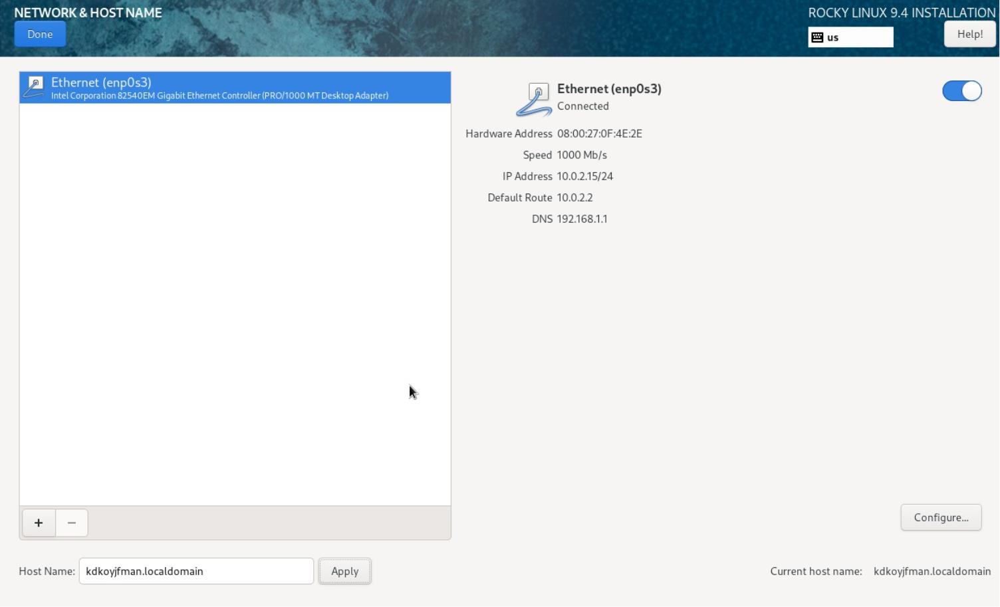 NETWORK & HOST NAME
ROCKY LINUX 9.4 INSTALLATION
Done
us
Help!
Ethernet (enp0s3)
Intel Corporation 82540EM Gigabit Ethernet Controller (PRO/1000 MT Desktop Adapter)
Ethernet (enp0s3)
Connected
Hardware Address 08:00:27:0F:4E:2E
Speed 1000 Mb/s
IP Address 10.0.2.15/24
Default Route 10.0.2.2
DNS 192.168.1.1
+ −
Configure...
Host Name: kdkoyjfman.localdomain Apply
Current host name: kdkoyjfman.localdomain